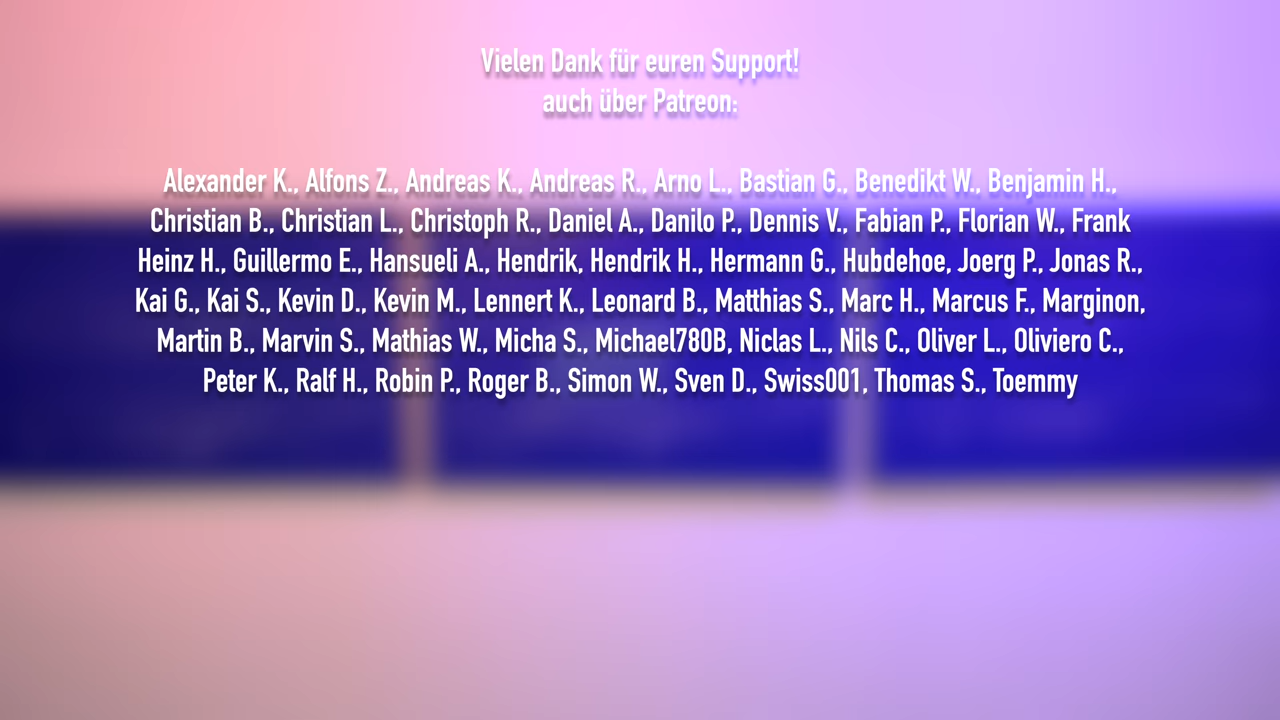 Vielen Dank für euren Support!
auch über Patreon:
Alexander K., Alfons Z., Andreas K., Andreas R., Arno L., Bastian G., Benedikt W., Benjamin H.,
Christian B., Christian L., Christoph R., Daniel A., Danilo P., Dennis V., Fabian P., Florian W., Frank
Heinz H., Guillermo E., Hansueli A., Hendrik, Hendrik H., Hermann G., Hubdehoe, Joerg P., Jonas R.,
Kai G., Kai S., Kevin D., Kevin M., Lennert K., Leonard B., Matthias S., Marc H., Marcus F., Marginon,
Martin B., Marvin S., Mathias W., Micha S., Michael780B, Niclas L., Nils C., Oliver L., Oliviero C.,
Peter K., Ralf H., Robin P., Roger B., Simon W., Sven D., Swiss001, Thomas S., Toemmy